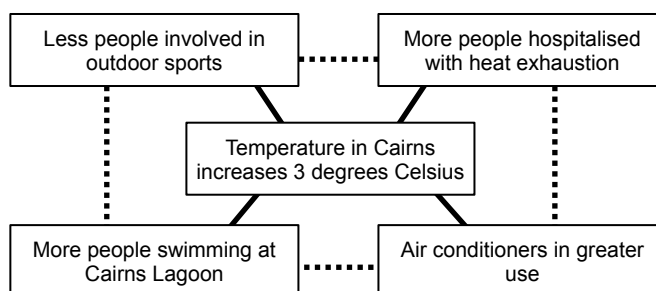 Less people involved in
outdoor sports
More people hospitalised
with heat exhaustion
Temperature in Cairns
increases 3 degrees Celsius
More people swimming at
Cairns Lagoon
Air conditioners in greater
use